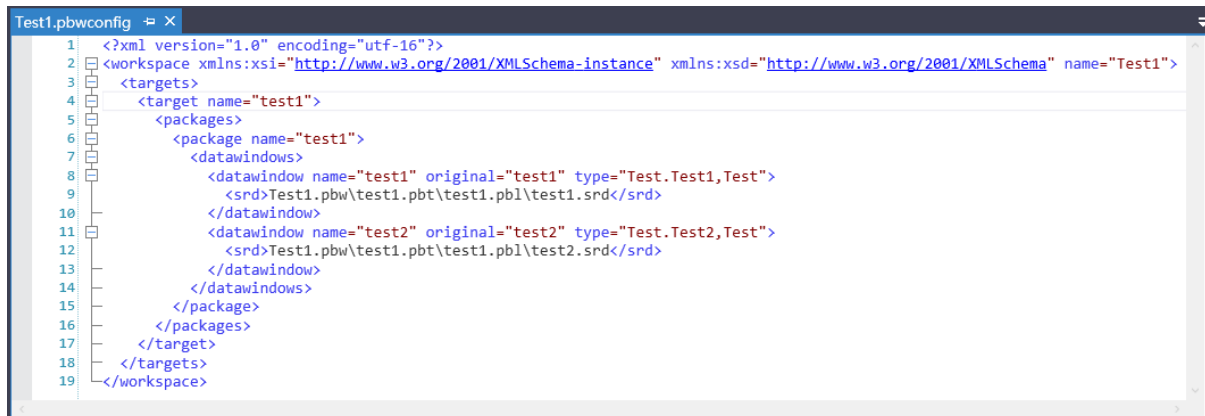 Test1.pbwconfig
1 <?xml version="1.0" encoding="utf-16"?>
2 <workspace xmlns:xsi="http://www.w3.org/2001/XMLSchema-instance" xmlns:xsd="http://www.w3.org/2001/XMLSchema" name="Test1">
3 <targets>
4 <target name="test1">
5 <packages>
6 <package name="test1">
7 <datawindows>
8 <datawindow name="test1" original="test1" type="Test.Test1,Test">
9 <srd>Test1.pbw\test1.pbt\test1.pbl\test1.srd</srd>
10 </datawindow>
11 <datawindow name="test2" original="test2" type="Test.Test2,Test">
12 <srd>Test1.pbw\test1.pbt\test1.pbl\test2.srd</srd>
13 </datawindow>
14 </datawindows>
15 </package>
16 </packages>
17 </target>
18 </targets>
19 </workspace>